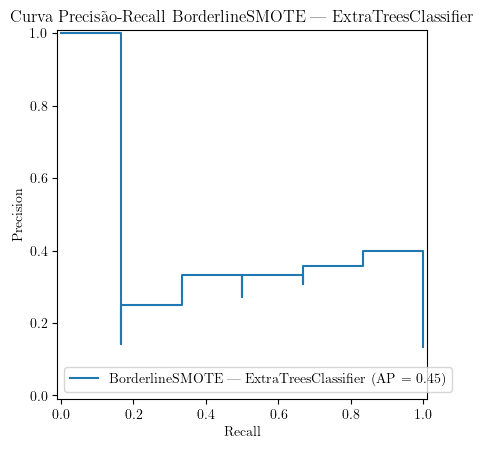 Curva Precisão-Recall BorderlineSMOTE — ExtraTreesClassifier
1.0
0.8
0.6
0.4
0.2
0.0
Precision
BorderlineSMOTE — ExtraTreesClassifier (AP = 0.45)
0.0 0.2 0.4 0.6 0.8 1.0
Recall